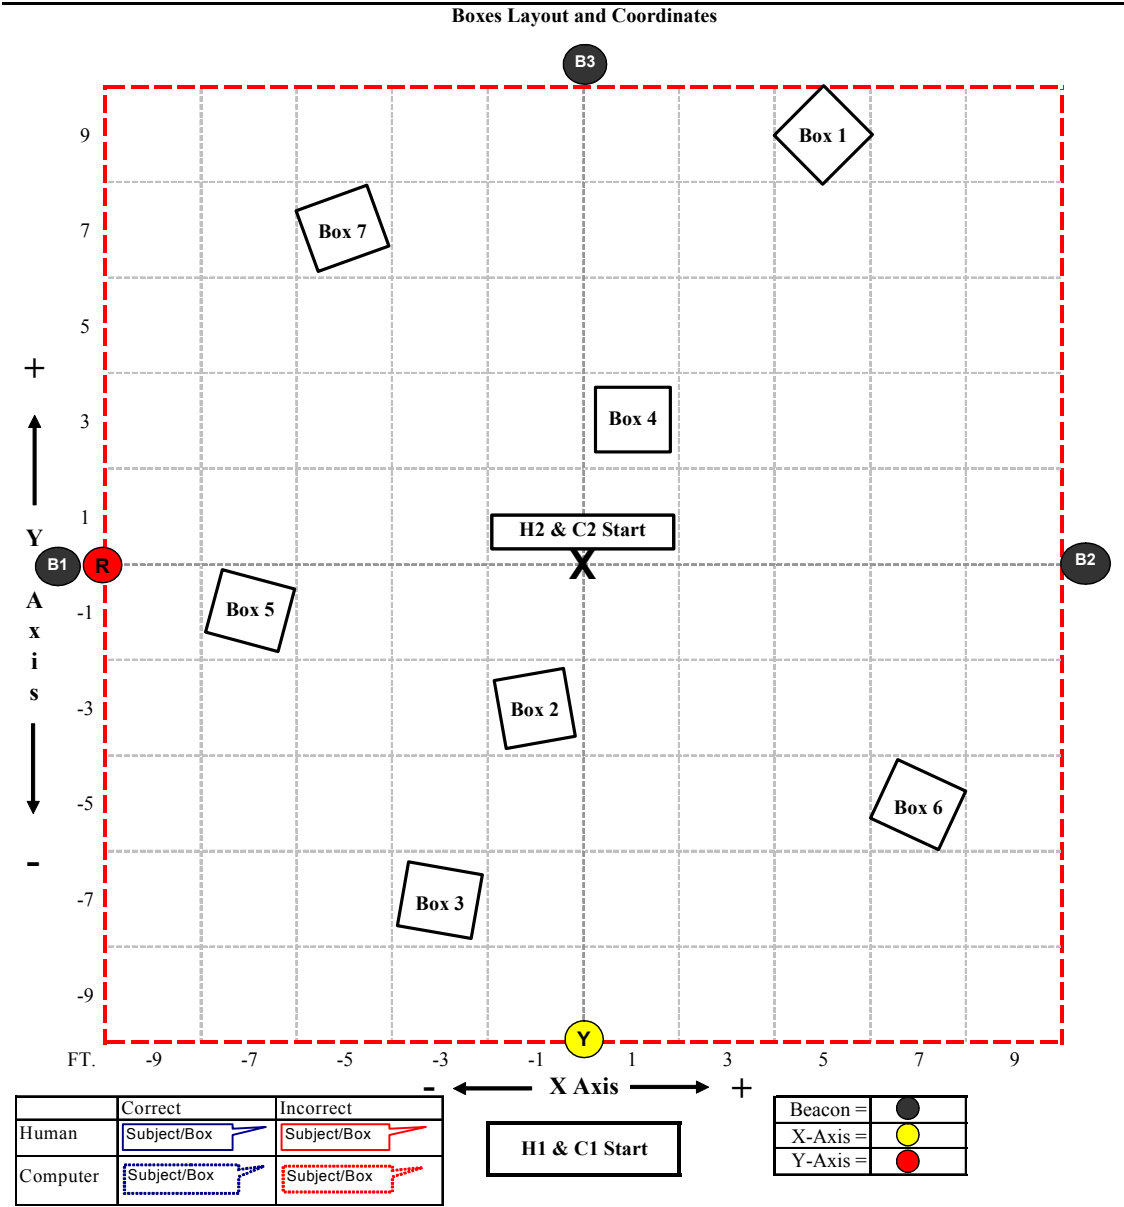 Boxes Layout and Coordinates
B3
9
Box 1
7
Box 7
5
+
3
Box 4
1
H2 & C2 Start
Y
B1
R
X
B2
A
-1
Box 5
x
i
s
-3
Box 2
-5
Box 6
-
-7
Box 3
-9
Y
FT. -9 -7 -5 -3 -1 1 3 5 7 9
- X Axis +
Correct Incorrect
Human Subject/Box Subject/Box
Computer Subject/Box Subject/Box
H1 & C1 Start
Beacon =
X-Axis =
Y-Axis =